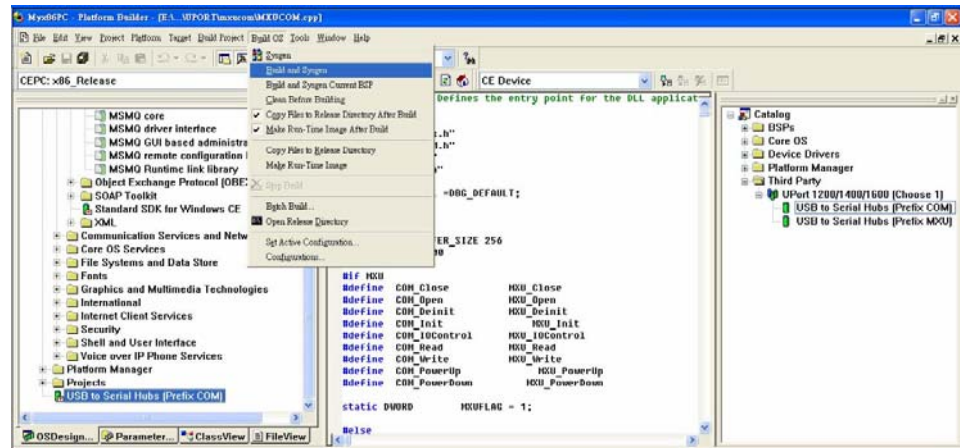 Myx86PC - Platform Builder - [E:\...\UPORT\mxucom\MXUCOM.cpp]
File Edit View Project Platform Target Build Project Build OS Tools Window Help
CEPC: x86_Release
CE Device
Sysgen
Build and Sysgen
Build and Sysgen Current BSP
Clean Before Building
Copy Files to Release Directory After Build
Make Run-Time Image After Build
Copy Files to Release Directory
Make Run-Time Image
Stop Build
Batch Build...
Open Release Directory
Set Active Configuration...
Configurations...
MSMQ core
MSMQ driver interface
MSMQ GUI based administra
MSMQ remote configuration
MSMQ Runtime link library
Object Exchange Protocol (OBE
SOAP Toolkit
Standard SDK for Windows CE
XML
Communication Services and Netw
Core OS Services
File Systems and Data Store
Fonts
Graphics and Multimedia Technologies
International
Internet Client Services
Security
Shell and User Interface
Voice over IP Phone Services
Platform Manager
Projects
USB to Serial Hubs (Prefix COM)
OSDesign... Parameter... ClassView FileView
Defines the entry point for the DLL applicat
.h"
.h"
"
=DBG_DEFAULT;
ER_SIZE 256
00
#if MXU
#define COM_Close MXU_Close
#define COM_Open MXU_Open
#define COM_Deinit MXU_Deinit
#define COM_Init MXU_Init
#define COM_IOControl MXU_IOControl
#define COM_Read MXU_Read
#define COM_Write MXU_Write
#define COM_PowerUp MXU_PowerUp
#define COM_PowerDown MXU_PowerDown
static DWORD MXUFLAG = 1;
#else
Catalog
BSPs
Core OS
Device Drivers
Platform Manager
Third Party
UPort 1200/1400/1600 (Choose 1)
USB to Serial Hubs (Prefix COM)
USB to Serial Hubs (Prefix MXU)